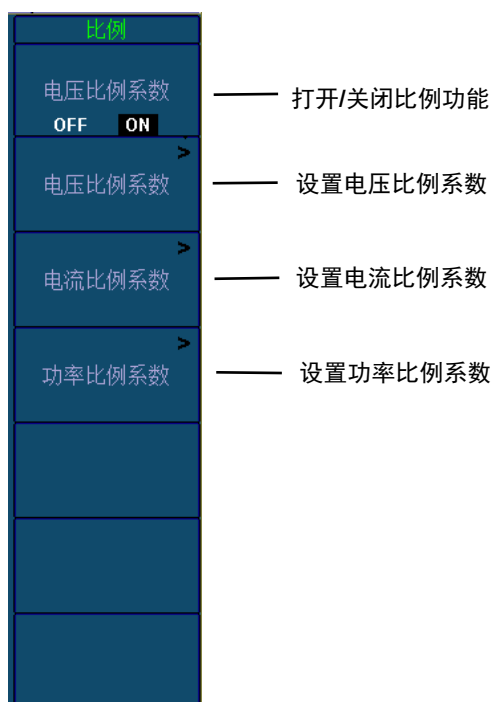 比例
电压比例系数
OFF ON
打开/关闭比例功能
>
电压比例系数
设置电压比例系数
>
电流比例系数
设置电流比例系数
>
功率比例系数
设置功率比例系数